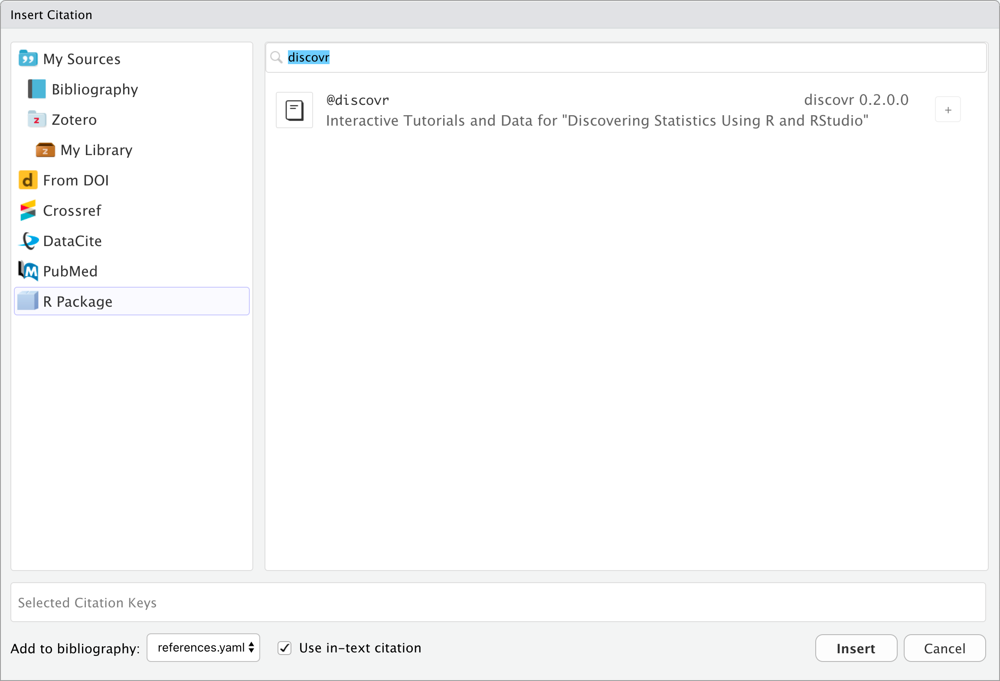 Insert Citation
My Sources
Bibliography
Zotero
My Library
From DOI
Crossref
DataCite
PubMed
R Package
discovr
@discovr discovr 0.2.0.0
Interactive Tutorials and Data for "Discovering Statistics Using R and RStudio"
+
Selected Citation Keys
Add to bibliography: references.yaml Use in-text citation Insert Cancel